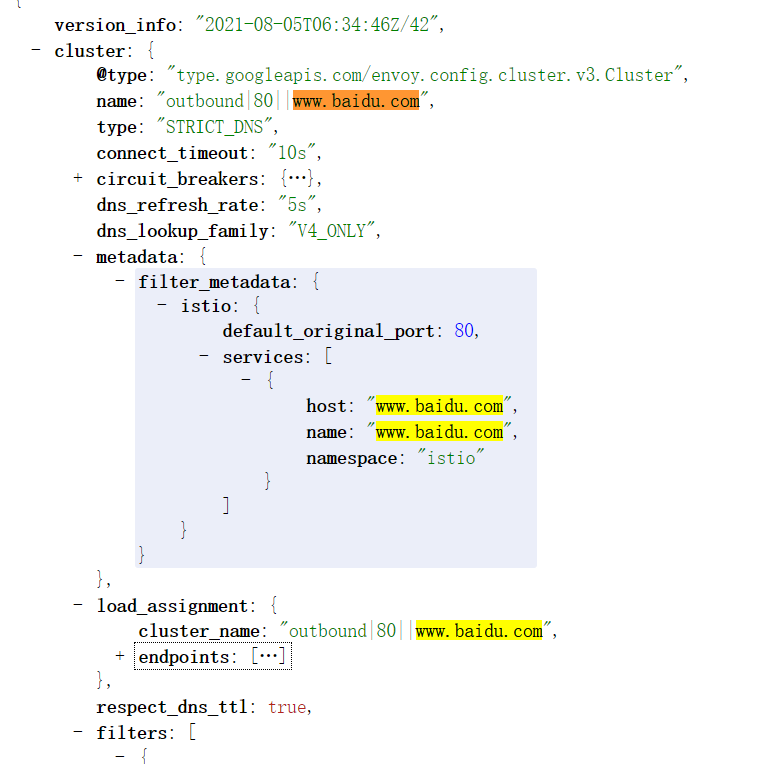 {
version_info: "2021-08-05T06:34:46Z/42",
− cluster: {
@type: "type.googleapis.com/envoy.config.cluster.v3.Cluster",
name: "outbound|80||www.baidu.com",
type: "STRICT_DNS",
connect_timeout: "10s",
+ circuit_breakers: {…},
dns_refresh_rate: "5s",
dns_lookup_family: "V4_ONLY",
− metadata: {
− filter_metadata: {
− istio: {
default_original_port: 80,
− services: [
− {
host: "www.baidu.com",
name: "www.baidu.com",
namespace: "istio"
}
]
}
}
},
− load_assignment: {
cluster_name: "outbound|80||www.baidu.com",
+ endpoints: […]
},
respect_dns_ttl: true,
− filters: [
− {